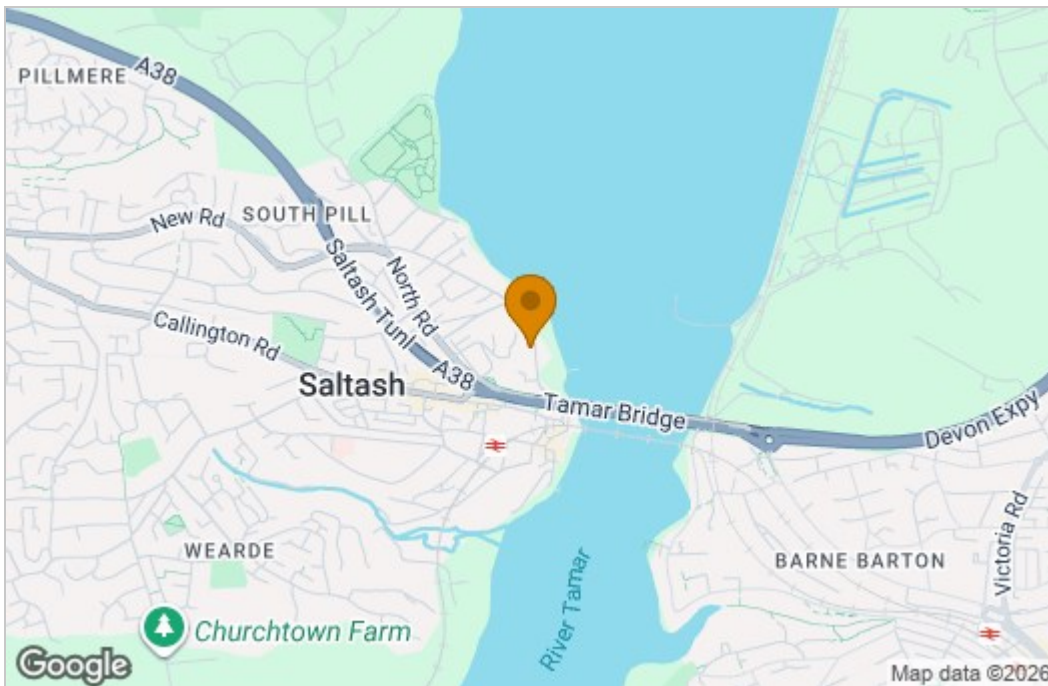 A38
PILLMERE
SOUTH PILL
New Rd
Saltash Tunl
North Rd
Callington Rd
A38
Saltash
Tamar Bridge
Devon Expy
Victoria Rd
WEARDE
BARNE BARTON
River Tamar
Churchtown Farm
Google
Map data ©2026